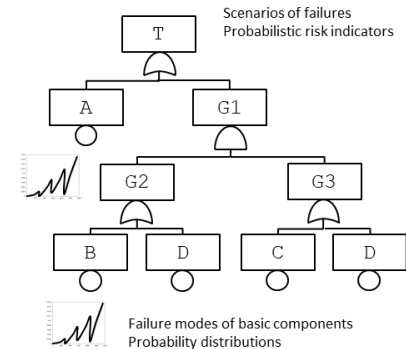 Scenarios of failures
Probabilistic risk indicators
T
A
G1
G2
G3
B
D
C
D
Failure modes of basic components
Probability distributions